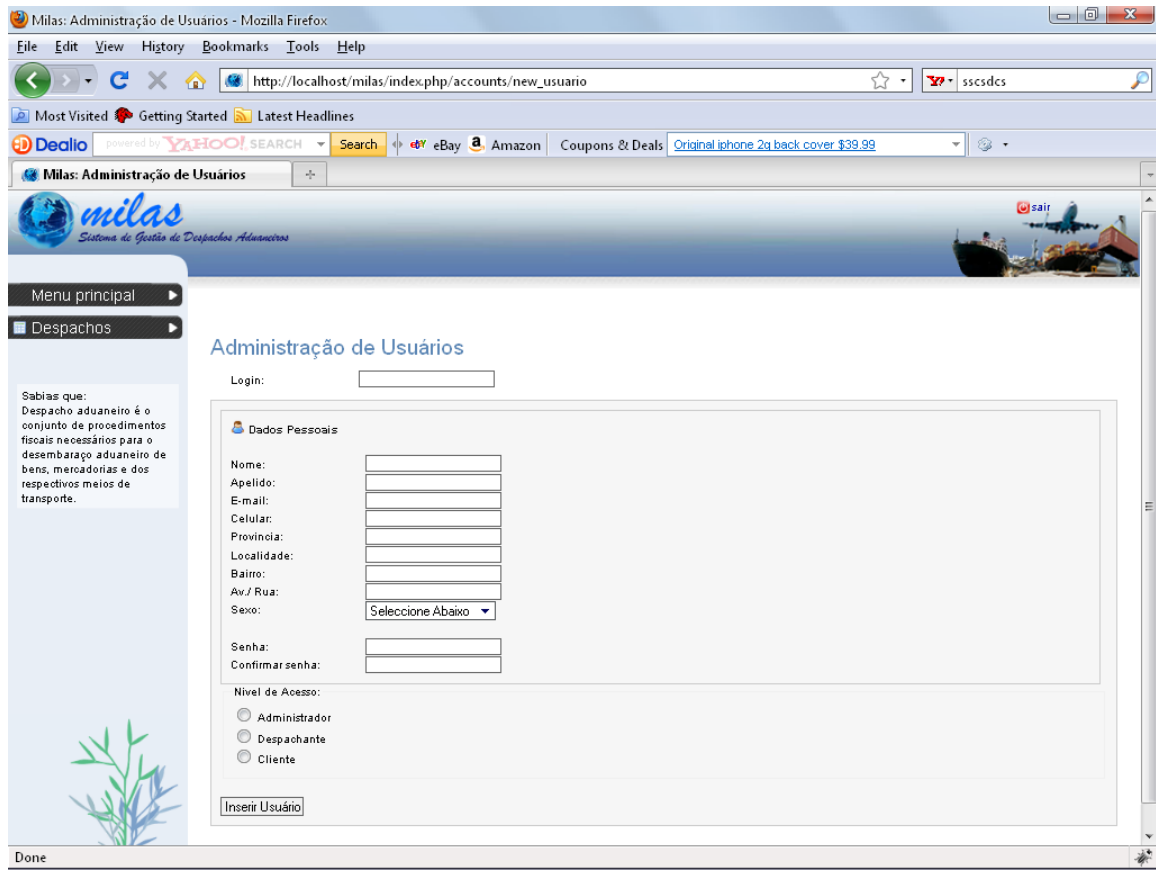 Milas: Administração de Usuários - Mozilla Firefox
File Edit View History Bookmarks Tools Help
http://localhost/milas/index.php/accounts/new_usuario sscsdcs
Most Visited Getting Started Latest Headlines
Dealio powered by YAHOO! SEARCH Search eBay Amazon Coupons & Deals Original iphone 2g back cover $39.99
Milas: Administração de Usuários
milas
Sistema de Gestão de Despachos Aduaneiros
sair
Menu principal
Despachos
Sabias que:
Despacho aduaneiro é o
conjunto de procedimentos
fiscais necessários para o
desembaraço aduaneiro de
bens, mercadorias e dos
respectivos meios de
transporte.
Administração de Usuários
Login:
Dados Pessoais
Nome:
Apelido:
E-mail:
Celular:
Provincia:
Localidade:
Bairro:
Av./ Rua:
Sexo: Seleccione Abaixo
Senha:
Confirmar senha:
Nivel de Acesso:
Administrador
Despachante
Cliente
Inserir Usuário
Done